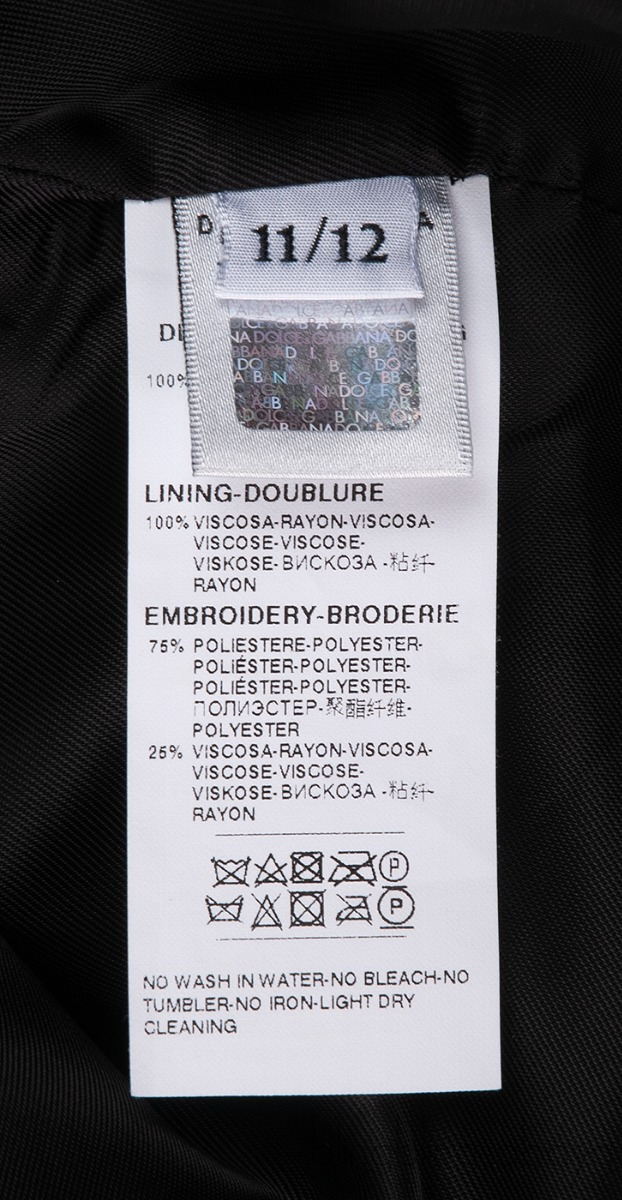 11/12
100%
LINING-DOUBLURE
100% VISCOSA-RAYON-VISCOSA-
VISCOSE-VISCOSE-
VISKOSE-ВИСКОЗА -粘纤-
RAYON
EMBROIDERY-BRODERIE
75% POLIESTERE-POLYESTER-
POLIÉSTER-POLYESTER-
POLIÉSTER-POLYESTER-
ПОЛИЭСТЕР-聚酯纤维-
POLYESTER
25% VISCOSA-RAYON-VISCOSA-
VISCOSE-VISCOSE-
VISKOSE-ВИСКОЗА -粘纤-
RAYON
P
P
NO WASH IN WATER-NO BLEACH-NO
TUMBLER-NO IRON-LIGHT DRY
CLEANING